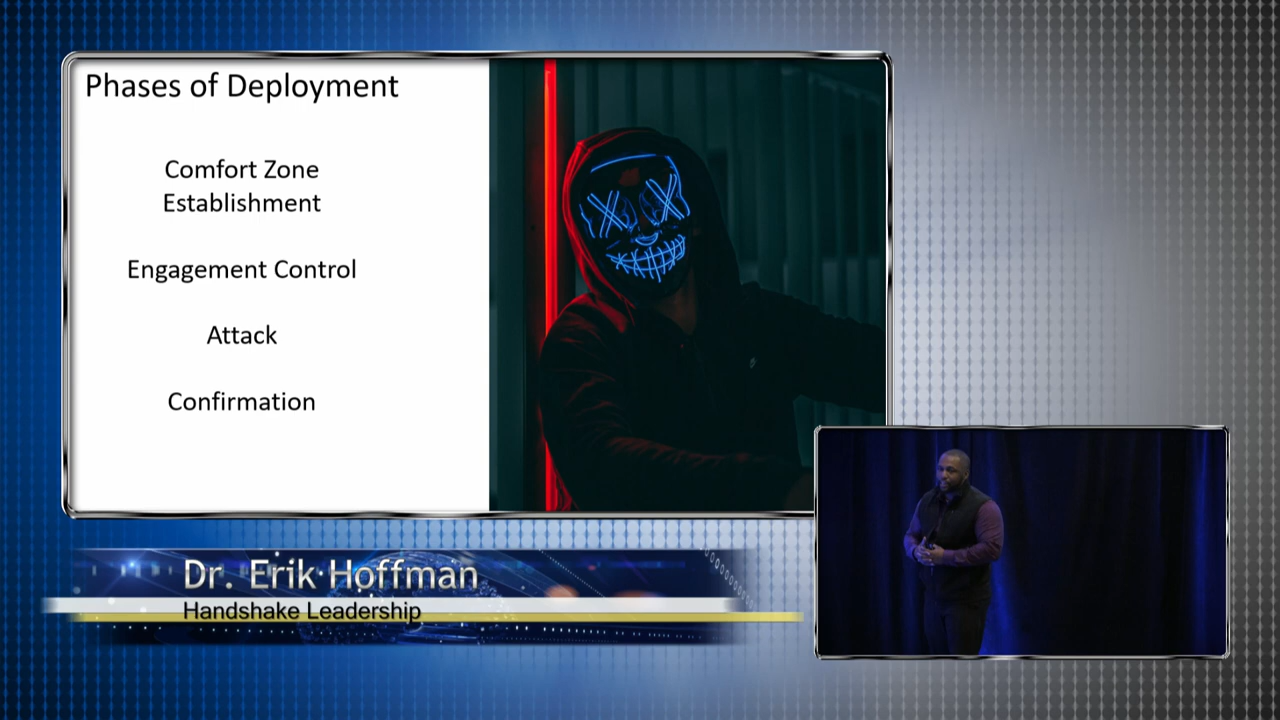 Phases of Deployment
Comfort Zone
Establishment
Engagement Control
Attack
Confirmation
Dr. Erik Hoffman
Handshake Leadership